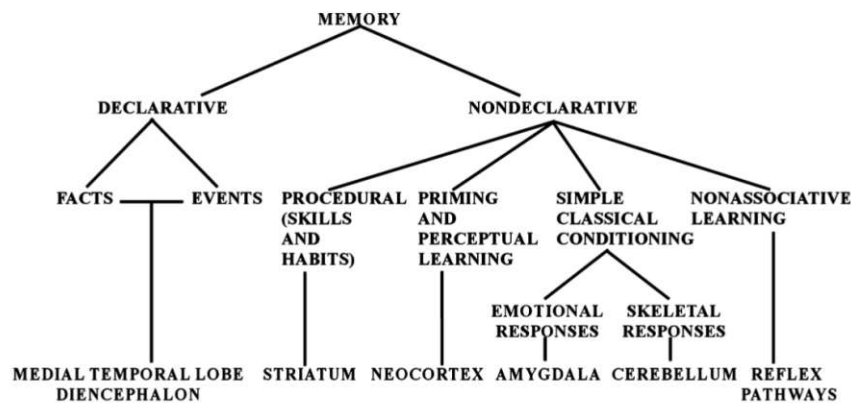 MEMORY
DECLARATIVE
NONDECLARATIVE
FACTS
EVENTS
PROCEDURAL
(SKILLS
AND
HABITS)
PRIMING
AND
PERCEPTUAL
LEARNING
SIMPLE
CLASSICAL
CONDITIONING
NONASSOCIATIVE
LEARNING
EMOTIONAL
RESPONSES
SKELETAL
RESPONSES
MEDIAL TEMPORAL LOBE
DIENCEPHALON
STRIATUM
NEOCORTEX
AMYGDALA
CEREBELLUM
REFLEX
PATHWAYS